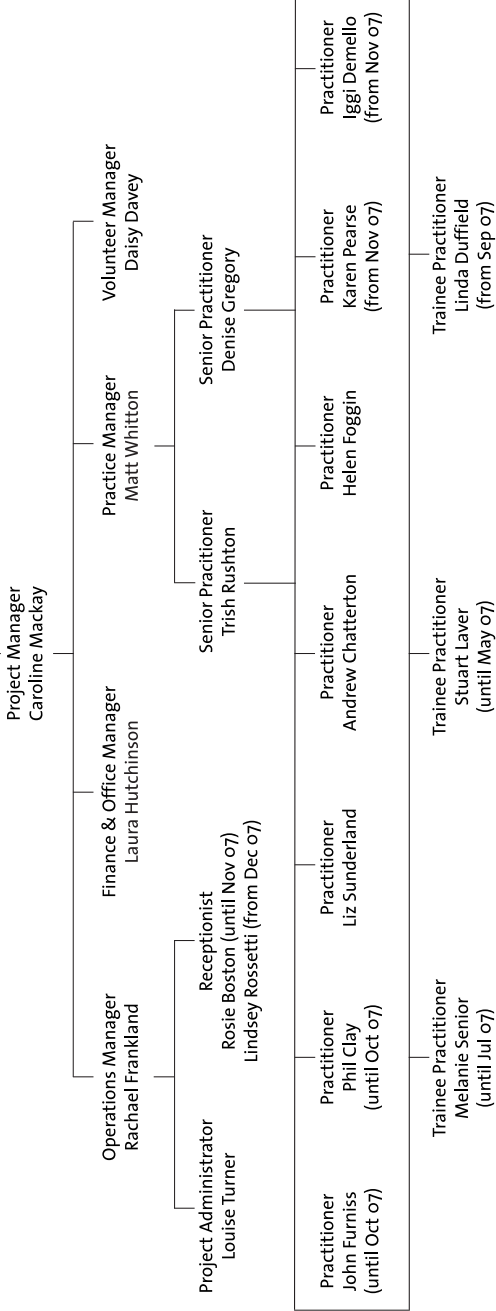 Project Manager
Caroline Mackay
Operations Manager
Rachael Frankland
Finance & Office Manager
Laura Hutchinson
Practice Manager
Matt Whitton
Volunteer Manager
Daisy Davey
Project Administrator
Louise Turner
Receptionist
Rosie Boston (until Nov 07)
Lindsey Rossetti (from Dec 07)
Senior Pracitioner
Trish Rushton
Senior Practitioner
Denise Gregory
Practitioner
John Furniss
(until Oct 07)
Practitioner
Phil Clay
(until Oct 07)
Practitioner
Liz Sunderland
Practitioner
Andrew Chatterton
Practitioner
Helen Foggin
Practitioner
Karen Pearse
(from Nov 07)
Practitioner
Iggi Demello
(from Nov 07)
Trainee Practitioner
Melanie Senior
(until Jul 07)
Trainee Practitioner
Stuart Laver
(until May 07)
Trainee Practitioner
Linda Duffield
(from Sep 07)